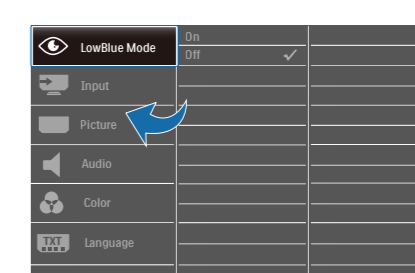 LowBlue Mode
On
Off
Input
Picture
Audio
Color
TXT
Language